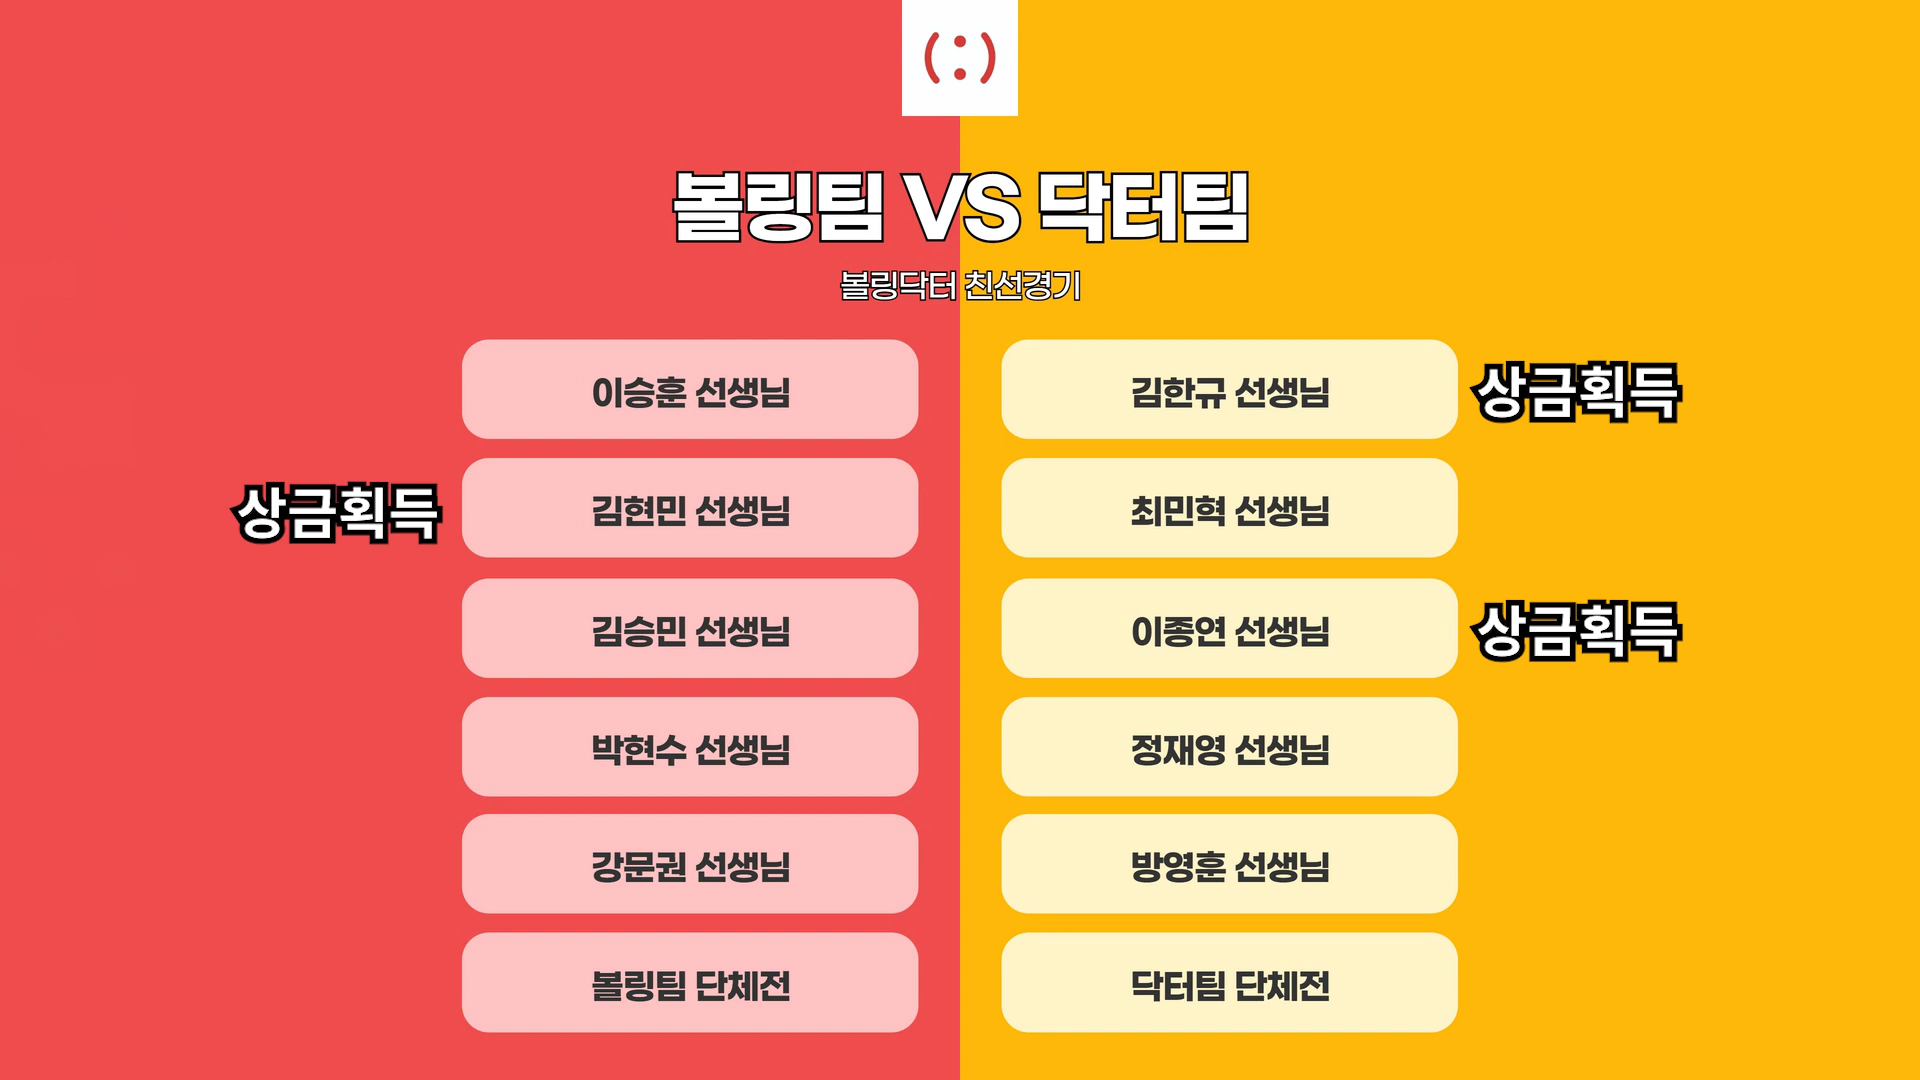 (:)
볼링팀 VS 닥터팀
볼링닥터 친선경기
이승훈 선생님
김한규 선생님
상금획득
상금획득
김현민 선생님
최민혁 선생님
김승민 선생님
이종연 선생님
상금획득
박현수 선생님
정재영 선생님
강문권 선생님
방영훈 선생님
볼링팀 단체전
닥터팀 단체전